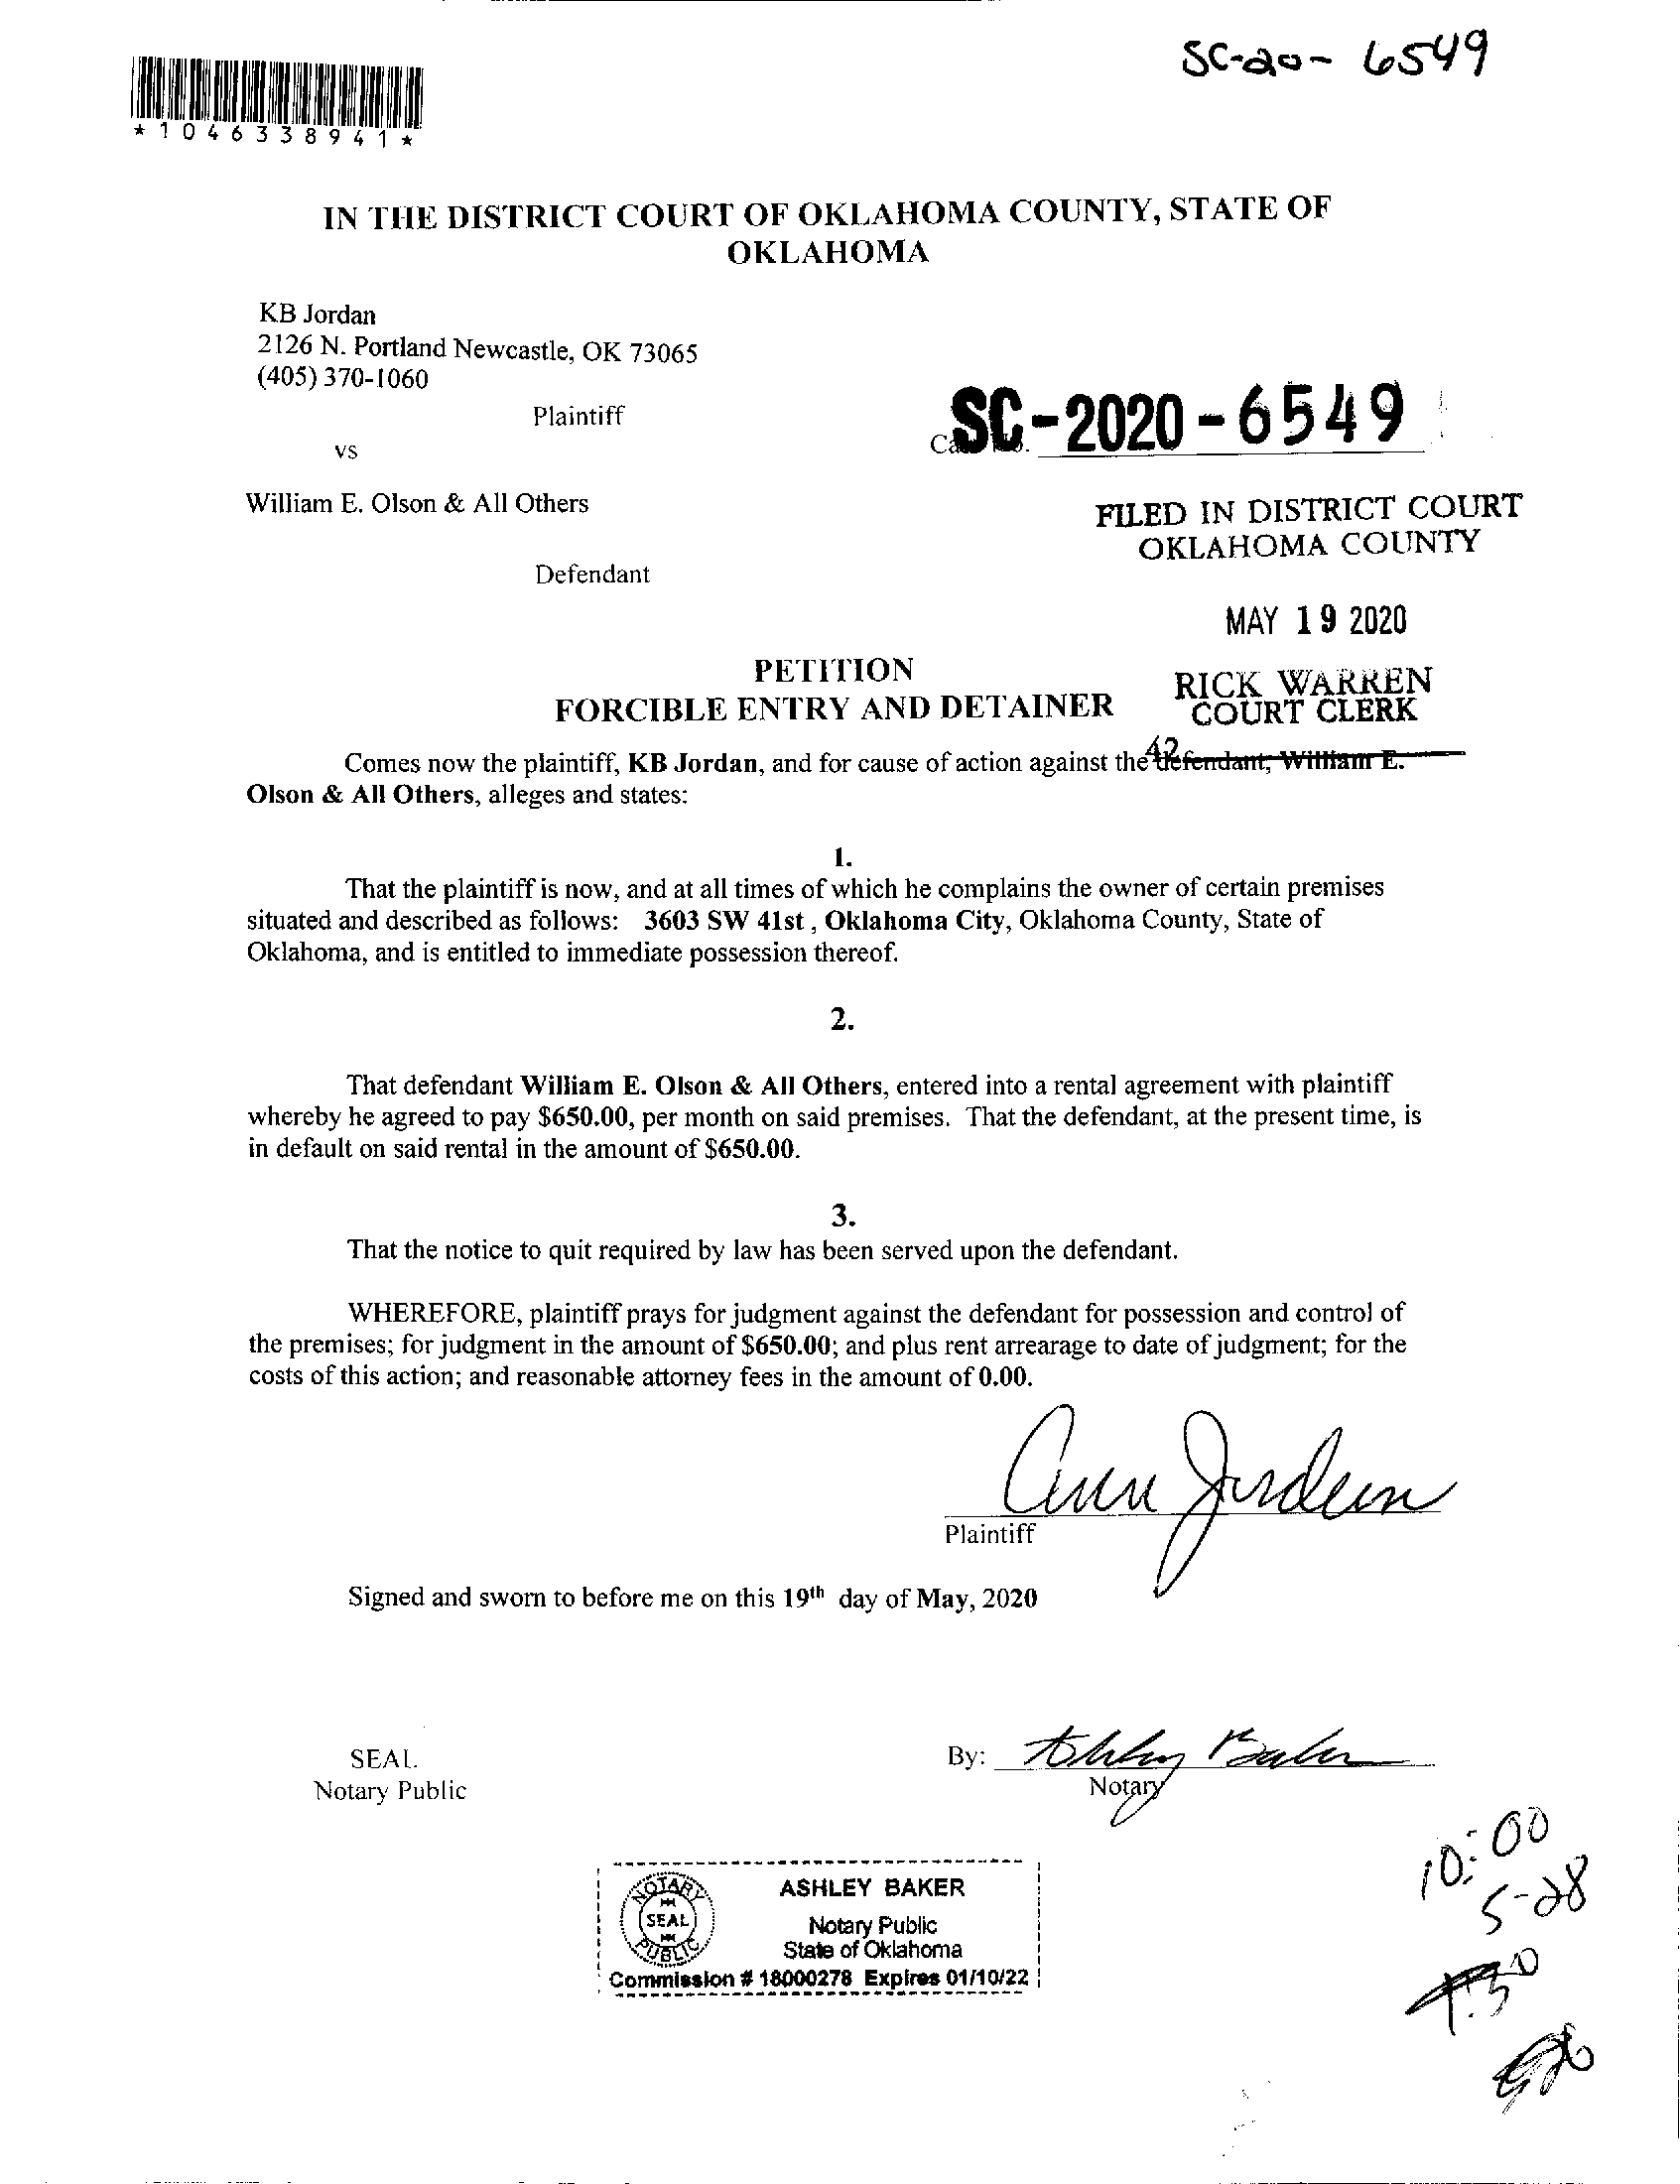 SC-20- 6549
*1046338941*
IN THE DISTRICT COURT OF OKLAHOMA COUNTY, STATE OF
OKLAHOMA
KB Jordan
2126 N. Portland Newcastle, OK 73065
(405) 370-1060
Plaintiff
SC-2020-6549
vs
William E. Olson & All Others
FILED IN DISTRICT COURT
OKLAHOMA COUNTY
Defendant
MAY 19 2020
PETITION
RICK WARREN
FORCIBLE ENTRY AND DETAINER
COURT CLERK
42
Comes now the plaintiff, KB Jordan, and for cause of action against the defendant, William E.
Olson & All Others, alleges and states:
1.
That the plaintiff is now, and at all times of which he complains the owner of certain premises
situated and described as follows: 3603 SW 41st , Oklahoma City, Oklahoma County, State of
Oklahoma, and is entitled to immediate possession thereof.
2.
That defendant William E. Olson & All Others, entered into a rental agreement with plaintiff
whereby he agreed to pay $650.00, per month on said premises. That the defendant, at the present time, is
in default on said rental in the amount of $650.00.
3.
That the notice to quit required by law has been served upon the defendant.
WHEREFORE, plaintiff prays for judgment against the defendant for possession and control of
the premises; for judgment in the amount of $650.00; and plus rent arrearage to date of judgment; for the
costs of this action; and reasonable attorney fees in the amount of 0.00.
Ann Jordan
Plaintiff
Signed and sworn to before me on this 19th day of May, 2020
SEAL
By: Ashley Baker
Notary Public
Notary
10:00
5-28
NOTARY
SEAL
PUBLIC
ASHLEY BAKER
Notary Public
State of Oklahoma
Commission # 18000278 Expires 01/10/22